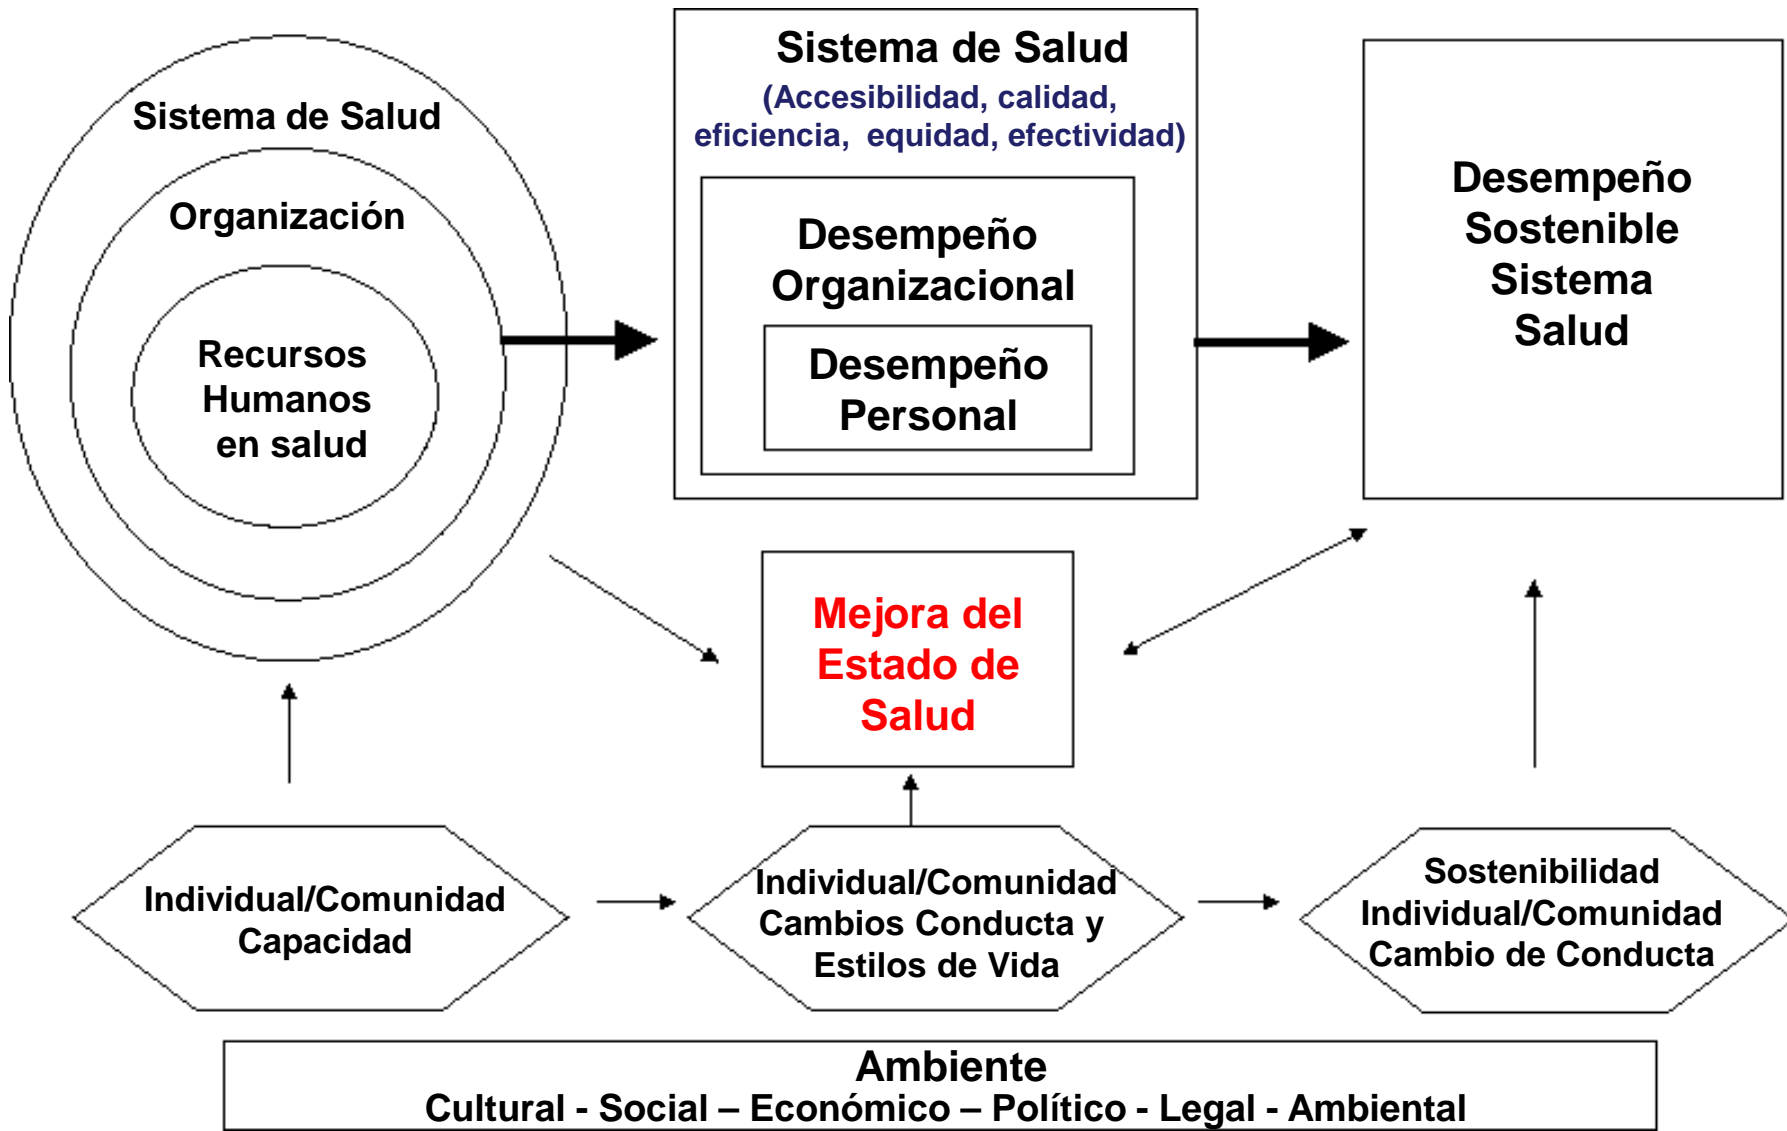 Sistema de Salud
Organización
Recursos
Humanos
en salud
Sistema de Salud
(Accesibilidad, calidad,
eficiencia, equidad, efectividad)
Desempeño
Organizacional
Desempeño
Personal
Desempeño
Sostenible
Sistema
Salud
Mejora del
Estado de
Salud
Individual/Comunidad
Capacidad
Individual/Comunidad
Cambios Conducta y
Estilos de Vida
Sostenibilidad
Individual/Comunidad
Cambio de Conducta
Ambiente
Cultural - Social – Económico – Político - Legal - Ambiental